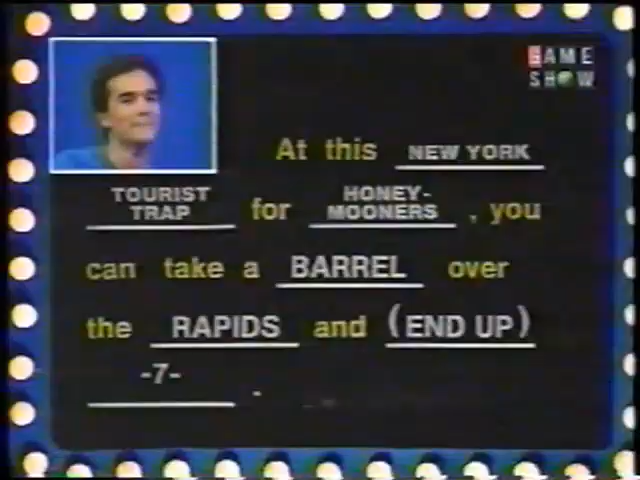 GAME
SHOW
At this NEW YORK
TOURIST TRAP for HONEY-MOONERS , you
can take a BARREL over
the RAPIDS and (END UP)
-7- .